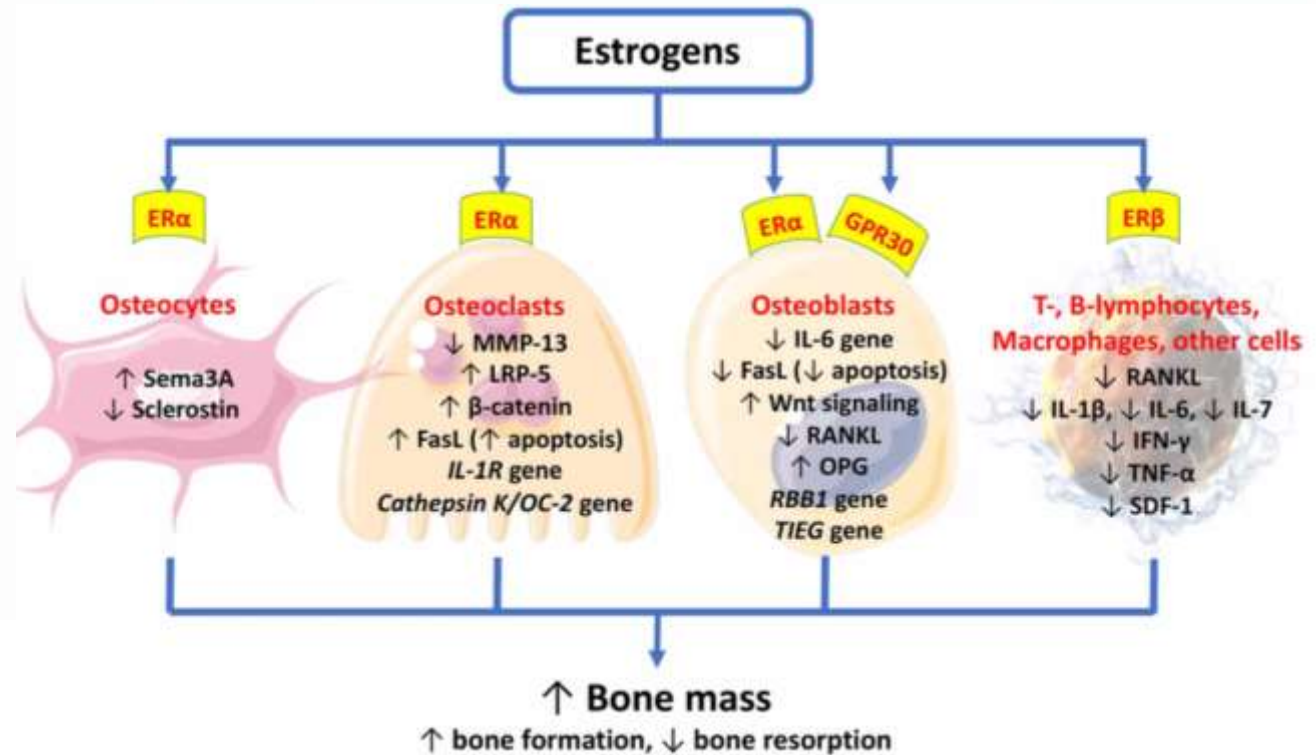 Estrogens
ERα
ERα
ERα
GPR30
ERβ
Osteocytes
↑ Sema3A
↓ Sclerostin
Osteoclasts
↓ MMP-13
↑ LRP-5
↑ β-catenin
↑ FasL (↑ apoptosis)
IL-1R gene
Cathepsin K/OC-2 gene
Osteoblasts
↓ IL-6 gene
↓ FasL (↓ apoptosis)
↑ Wnt signaling
↓ RANKL
↑ OPG
RBB1 gene
TIEG gene
T-, B-lymphocytes,
Macrophages, other cells
↓ RANKL
↓ IL-1β, ↓ IL-6, ↓ IL-7
↓ IFN-γ
↓ TNF-α
↓ SDF-1
↑ Bone mass
↑ bone formation, ↓ bone resorption